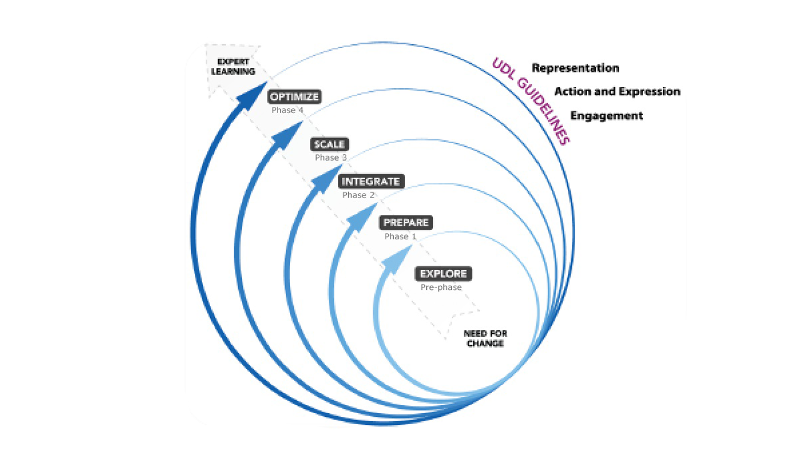 EXPERT
LEARNING
OPTIMIZE
Phase 4
SCALE
Phase 3
INTEGRATE
Phase 2
PREPARE
Phase 1
EXPLORE
Pre-phase
NEED FOR
CHANGE
UDL GUIDELINES
Representation
Action and Expression
Engagement